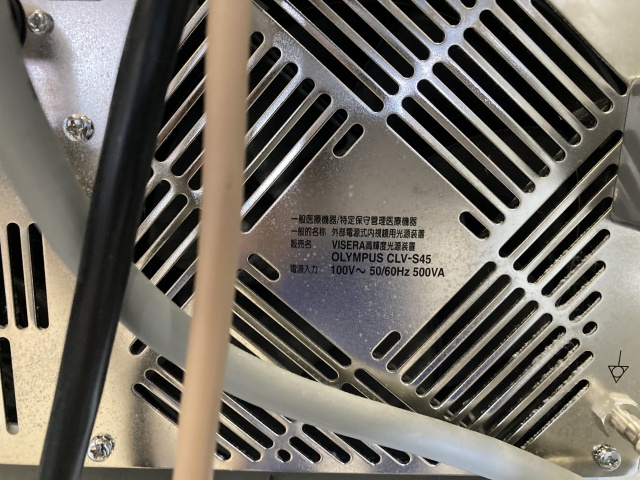 一般医療機器/特定保守管理医療機器
一般的名称 外部電源式内視鏡用光源装置
販売名 VISERA高輝度光源装置
OLYMPUS CLV-S45
電源入力 100V～ 50/60Hz 500VA